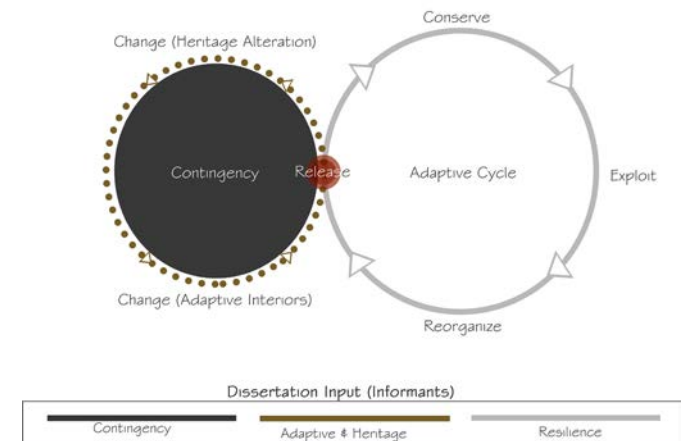 Conserve
Change (Heritage Alteration)
Contingency
Release
Adaptive Cycle
Exploit
Change (Adaptive Interiors)
Reorganize
Dissertation Input (Informants)
Contingency
Adaptive & Heritage
Resilience